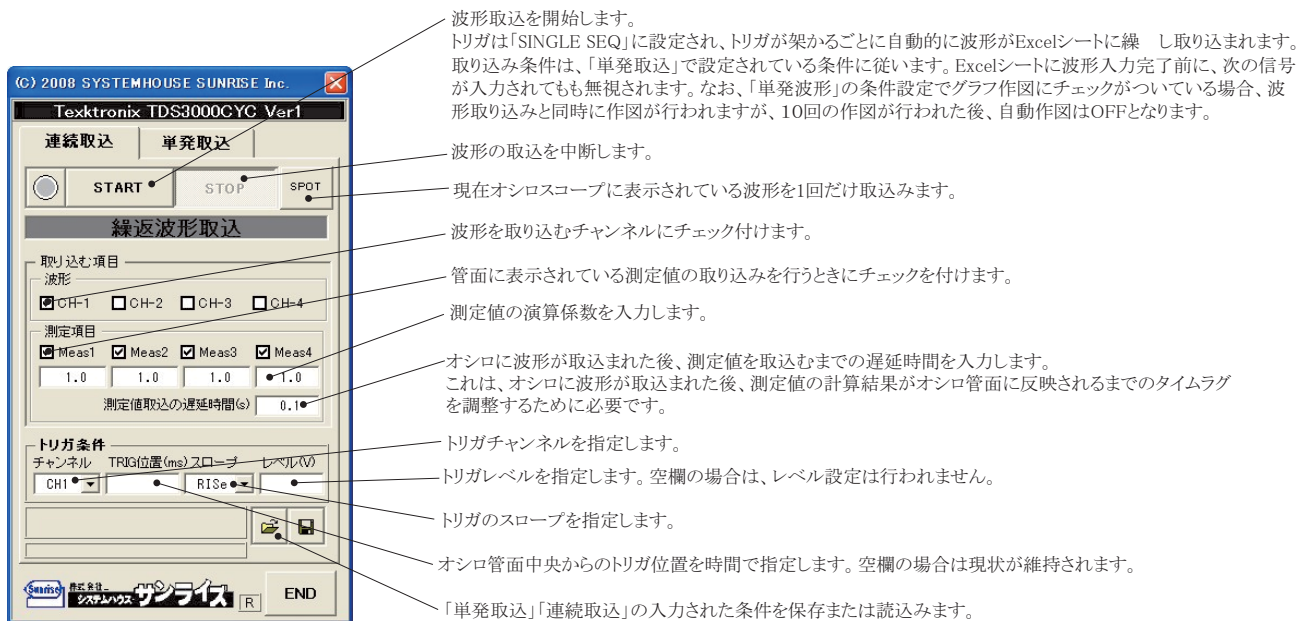 波形取込を開始します。
トリガは「SINGLE SEQ」に設定され、トリガが架かるごとに自動的に波形がExcelシートに繰 し取り込まれます。
取り込み条件は、「単発取込」で設定されている条件に従います。Excelシートに波形入力完了前に、次の信号
が入力されてもも無視されます。なお、「単発波形」の条件設定でグラフ作図にチェックがついている場合、波
形取り込みと同時に作図が行われますが、10回の作図が行われた後、自動作図はOFFとなります。
波形の取込を中断します。
現在オシロスコープに表示されている波形を1回だけ取込みます。
波形を取り込むチャンネルにチェック付けます。
管面に表示されている測定値の取り込みを行うときにチェックを付けます。
測定値の演算係数を入力します。
オシロに波形が取込まれた後、測定値を取込むまでの遅延時間を入力します。
これは、オシロに波形が取込まれた後、測定値の計算結果がオシロ管面に反映されるまでのタイムラグ
を調整するために必要です。
トリガチャンネルを指定します。
トリガレベルを指定します。空欄の場合は、レベル設定は行われません。
トリガのスロープを指定します。
オシロ管面中央からのトリガ位置を時間で指定します。空欄の場合は現状が維持されます。
「単発取込」「連続取込」の入力された条件を保存または読込みます。
(C) 2008 SYSTEMHOUSE SUNRISE Inc.
Texktronix TDS3000CYC Ver1
連続取込 単発取込
START STOP SPOT
繰返波形取込
取り込む項目
波形
CH-1 CH-2 CH-3 CH-4
測定項目
Meas1 Meas2 Meas3 Meas4
1.0 1.0 1.0 1.0
測定値取込の遅延時間(s) 0.1
トリガ条件
チャンネル TRIG位置(ms) スロープ レベル(V)
CH1 RISe
Sunrise 株式会社 システムハウス サンライズ R END